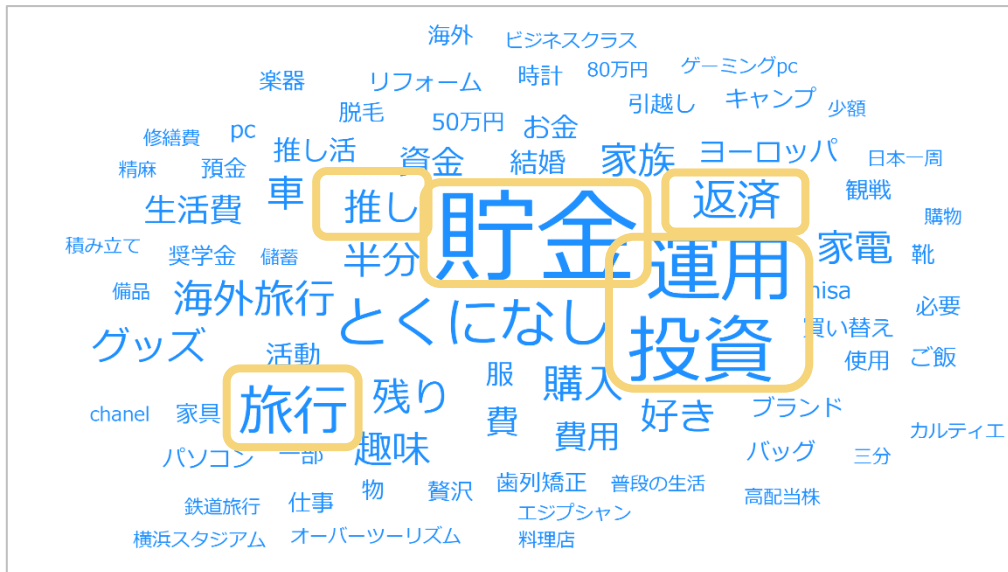 海外
ビジネスクラス
楽器
リフォーム
時計
80万円
ゲーミングpc
脱毛
引越し
キャンプ
少額
修繕費
pc
50万円
お金
推し活
資金
結婚
家族
ヨーロッパ
日本一周
精麻
預金
車
推し
貯金
返済
観戦
生活費
購物
積み立て
奨学金
儲蓄
半分
運用
家電
靴
備品
海外旅行
とくになし
nisa
必要
グッズ
活動
投資
買い替え
使用
ご飯
旅行
残り
服
購入
chanel
家具
費
費用
好き
ブランド
カルティエ
パソコン
一部
趣味
バッグ
三分
鉄道旅行
仕事
物
贅沢
歯列矯正
普段の生活
高配当株
エジプシャン
横浜スタジアム
オーバーツーリズム
料理店